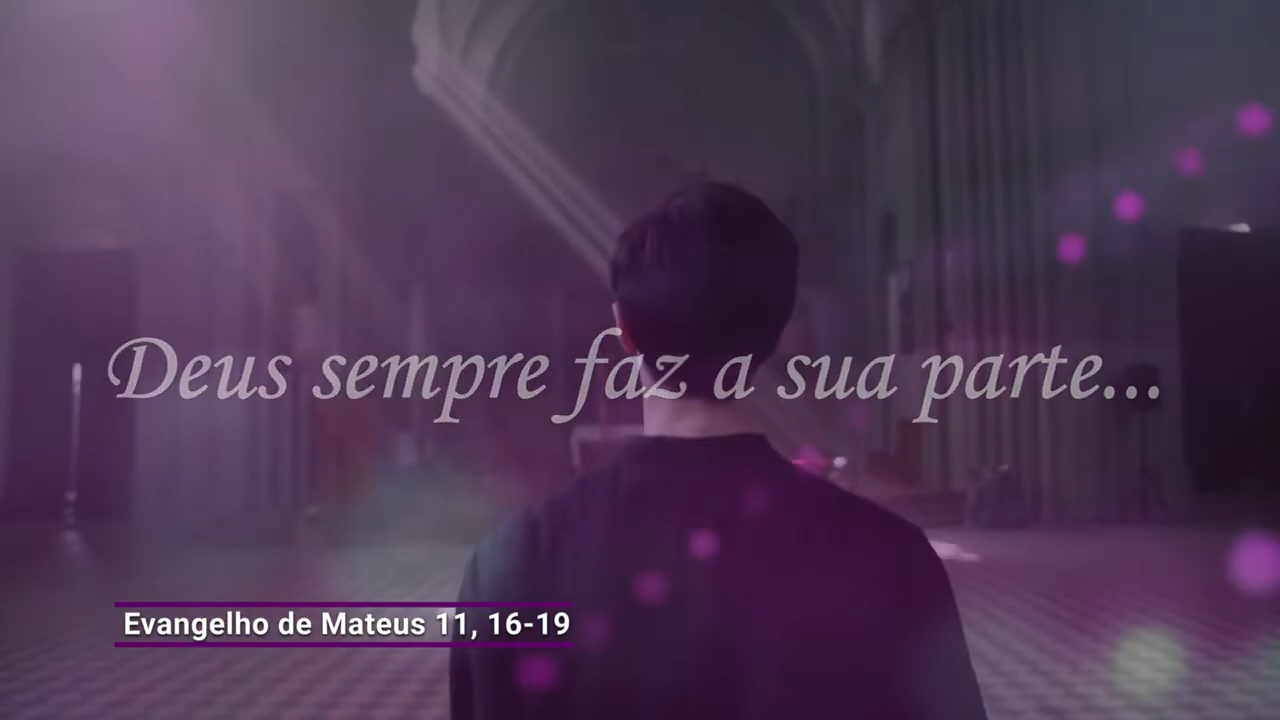 Deus sempre faz a sua parte...
Evangelho de Mateus 11, 16-19